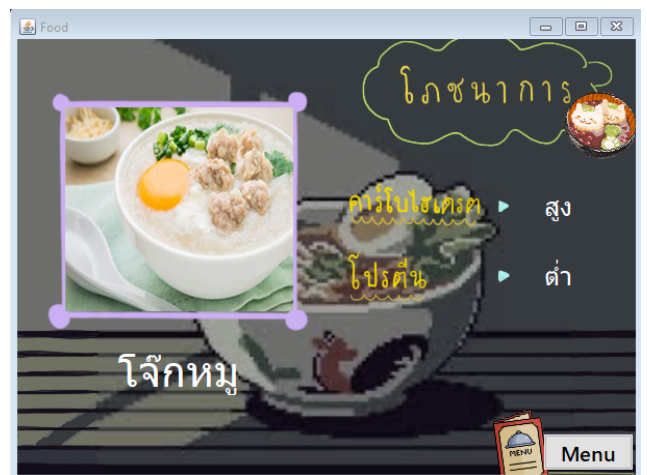 Food
โภชนาการ
คาร์โบไฮเดรต
สูง
โปรตีน
ต่ำ
โจ๊กหมู
MENU
Menu